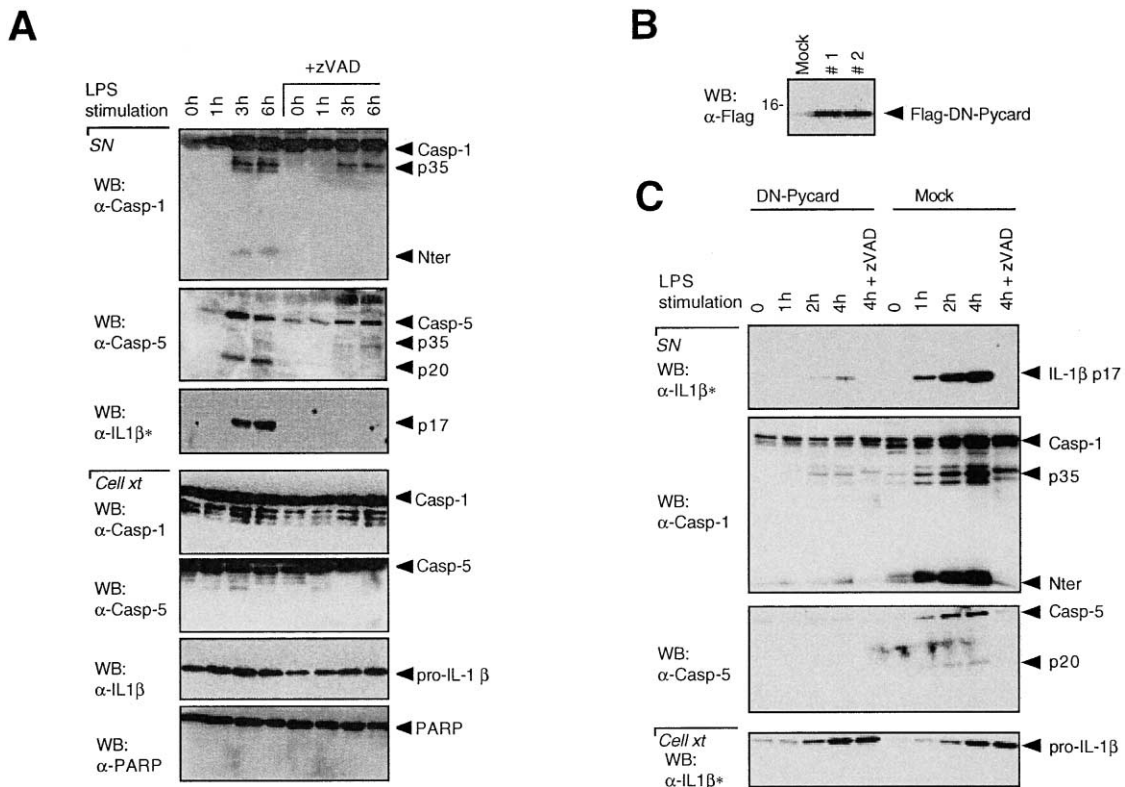 A
+zVAD
LPS
stimulation
0h 1h 3h 6h 0h 1h 3h 6h
SN
WB:
α-Casp-1
Casp-1
p35
Nter
WB:
α-Casp-5
Casp-5
p35
p20
WB:
α-IL1β*
p17
Cell xt
WB:
α-Casp-1
Casp-1
WB:
α-Casp-5
Casp-5
WB:
α-IL1β
pro-IL-1 β
WB:
α-PARP
PARP
B
Mock # 1 # 2
WB:
α-Flag
16-
Flag-DN-Pycard
C
DN-Pycard Mock
LPS
stimulation
0 1h 2h 4h 4h + zVAD 0 1h 2h 4h 4h + zVAD
SN
WB:
α-IL1β*
IL-1β p17
WB:
α-Casp-1
Casp-1
p35
Nter
WB:
α-Casp-5
Casp-5
p20
Cell xt
WB:
α-IL1β*
pro-IL-1β